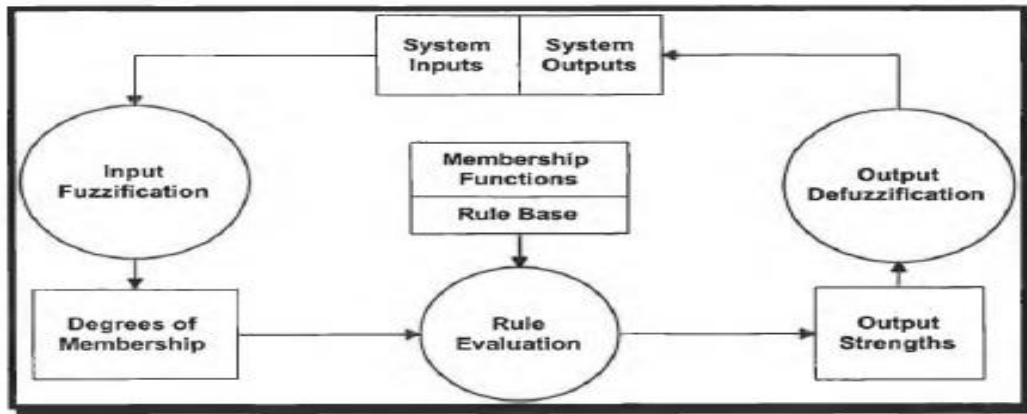 System
Inputs
System
Outputs
Input
Fuzzification
Membership
Functions
Rule Base
Output
Defuzzification
Degrees of
Membership
Rule
Evaluation
Output
Strengths